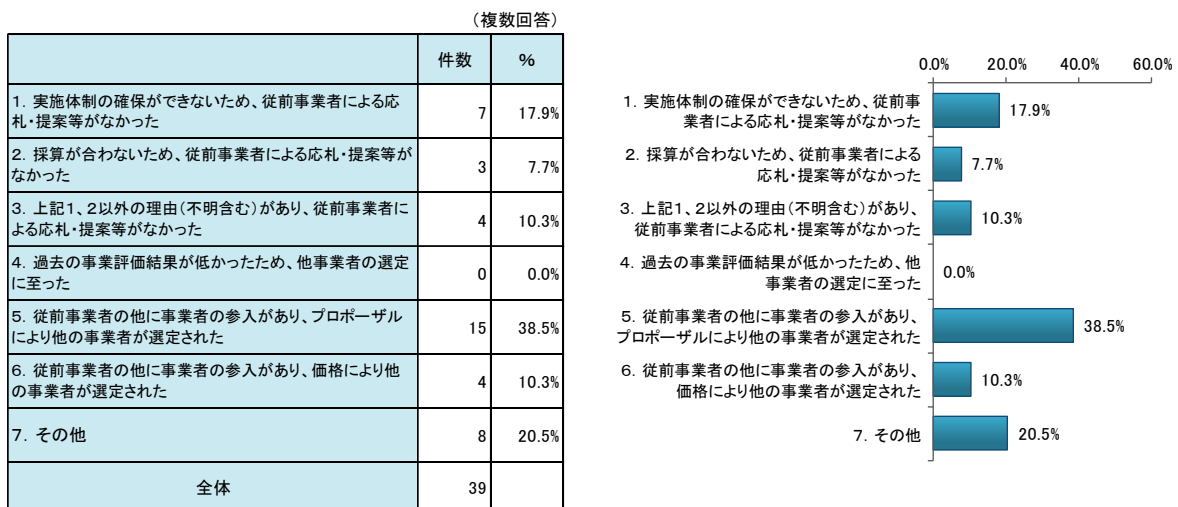 （複数回答）
件数 %
1．実施体制の確保ができないため、従前事業者による応
札・提案等がなかった
7 17.9%
2．採算が合わないため、従前事業者による応札・提案等が
なかった
3 7.7%
3．上記1、2以外の理由（不明含む）があり、従前事業者に
よる応札・提案等がなかった
4 10.3%
4．過去の事業評価結果が低かったため、他事業者の選定
に至った
0 0.0%
5．従前事業者の他に事業者の参入があり、プロポーザル
により他の事業者が選定された
15 38.5%
6．従前事業者の他に事業者の参入があり、価格により他
の事業者が選定された
4 10.3%
7．その他 8 20.5%
全体 39
0.0% 20.0% 40.0% 60.0%
1．実施体制の確保ができないため、従前事
業者による応札・提案等がなかった
17.9%
2．採算が合わないため、従前事業者による
応札・提案等がなかった
7.7%
3．上記1、2以外の理由（不明含む）があり、
従前事業者による応札・提案等がなかった
10.3%
4．過去の事業評価結果が低かったため、他
事業者の選定に至った
0.0%
5．従前事業者の他に事業者の参入があり、
プロポーザルにより他の事業者が選定された
38.5%
6．従前事業者の他に事業者の参入があり、
価格により他の事業者が選定された
10.3%
7．その他
20.5%